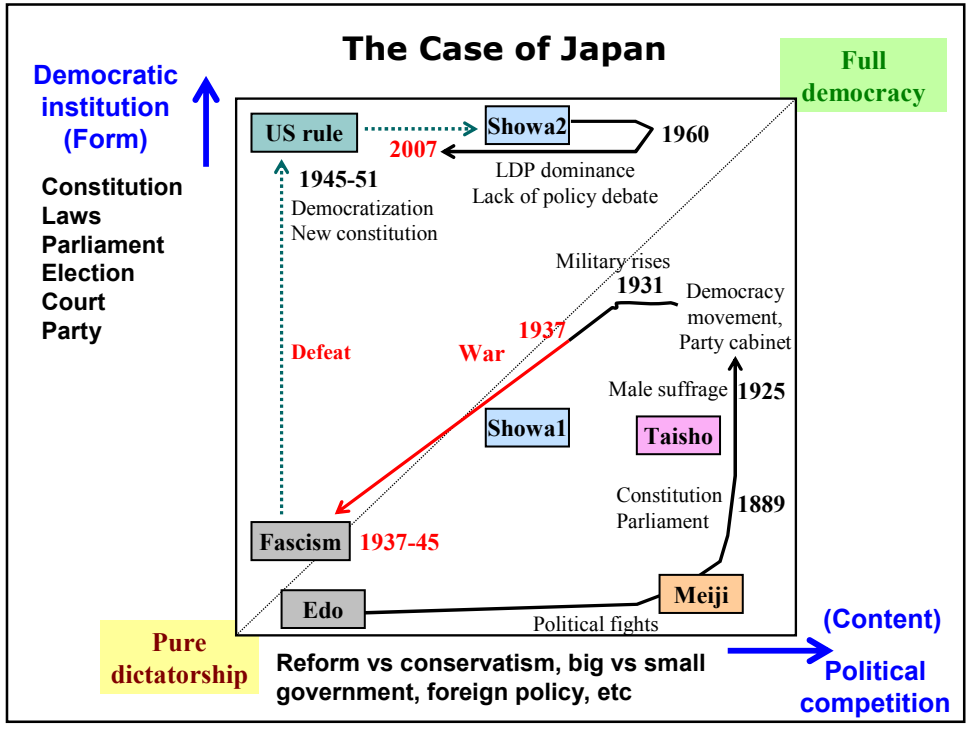 The Case of Japan
Democratic
institution
(Form)
Full
democracy
Constitution
Laws
Parliament
Election
Court
Party
US rule
Showa2
1960
2007
LDP dominance
Lack of policy debate
1945-51
Democratization
New constitution
Military rises
1931
Democracy
movement,
Party cabinet
1937
War
Defeat
Male suffrage
1925
Showa1
Taisho
Constitution
Parliament
1889
Fascism
1937-45
Edo
Meiji
Political fights
Pure
dictatorship
Reform vs conservatism, big vs small
government, foreign policy, etc
(Content)
Political
competition